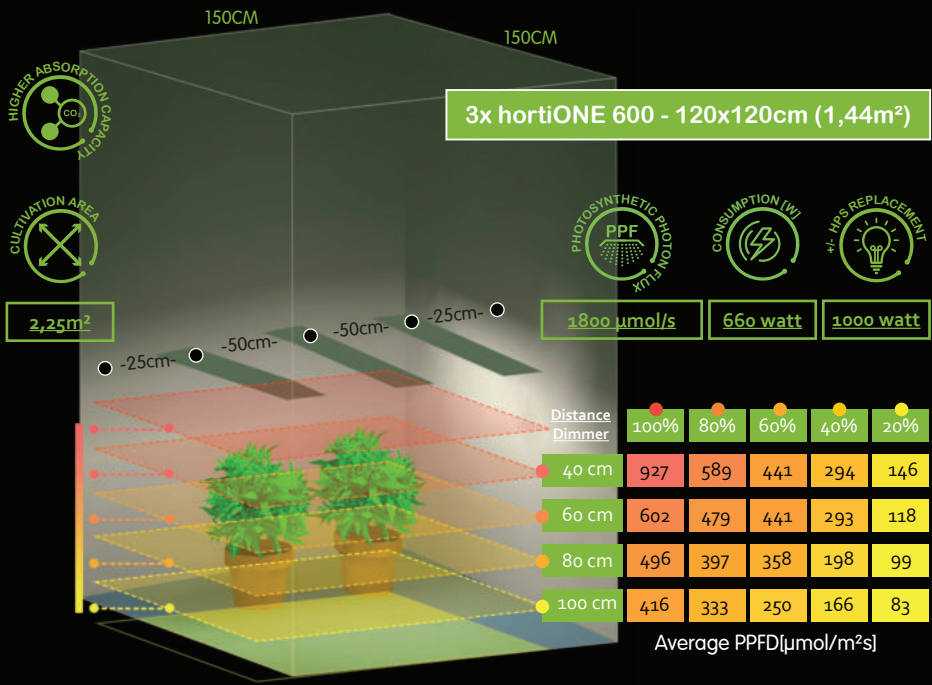 150CM
150CM
HIGHER ABSORPTION CAPACITY
CO₂
3x hortiONE 600 - 120x120cm (1,44m²)
CULTIVATION AREA
2,25m²
PHOTOSYNTHETIC PHOTON FLUX
PPF
1800 µmol/s
CONSUMPTION [W]
660 watt
+/- HPS REPLACEMENT
1000 watt
-25cm- -50cm- -50cm- -25cm-
Distance
Dimmer 100% 80% 60% 40% 20%
40 cm 927 589 441 294 146
60 cm 602 479 441 293 118
80 cm 496 397 358 198 99
100 cm 416 333 250 166 83
Average PPFD[µmol/m²s]